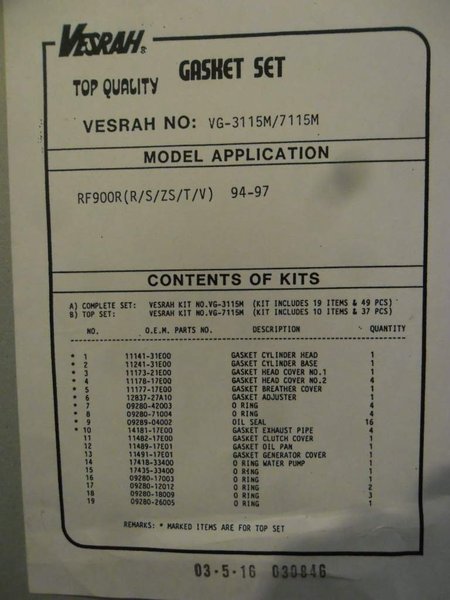 VESRAH®
GASKET SET
TOP QUALITY
VESRAH NO: VG-3115M/7115M
MODEL APPLICATION
RF900R(R/S/ZS/T/V) 94-97
CONTENTS OF KITS
A) COMPLETE SET: VESRAH KIT NO.VG-3115M (KIT INCLUDES 19 ITEMS & 49 PCS)
B) TOP SET: VESRAH KIT NO.VG-7115M (KIT INCLUDES 10 ITEMS & 37 PCS)
NO. O.E.M. PARTS NO. DESCRIPTION QUANTITY
* 1 11141-31E00 GASKET CYLINDER HEAD 1
* 2 11241-31E00 GASKET CYLINDER BASE 1
* 3 11173-21E00 GASKET HEAD COVER NO.1 1
* 4 11178-17E00 GASKET HEAD COVER NO.2 4
* 5 11177-17E00 GASKET BREATHER COVER 1
* 6 12837-27A10 GASKET ADJUSTER 1
* 7 09280-42003 O RING 4
* 8 09280-71004 O RING 4
* 9 09289-04002 OIL SEAL 16
* 10 14181-17E00 GASKET EXHAUST PIPE 4
11 11482-17E00 GASKET CLUTCH COVER 1
12 11489-17E01 GASKET OIL PAN 1
13 11491-17E01 GASKET GENERATOR COVER 1
14 17418-33400 O RING WATER PUMP 1
15 17435-33400 O RING 1
16 09280-17003 O RING 1
17 09280-12012 O RING 2
18 09280-18009 O RING 3
19 09280-26005 O RING 1
REMARKS: * MARKED ITEMS ARE FOR TOP SET
03-5-16 030846